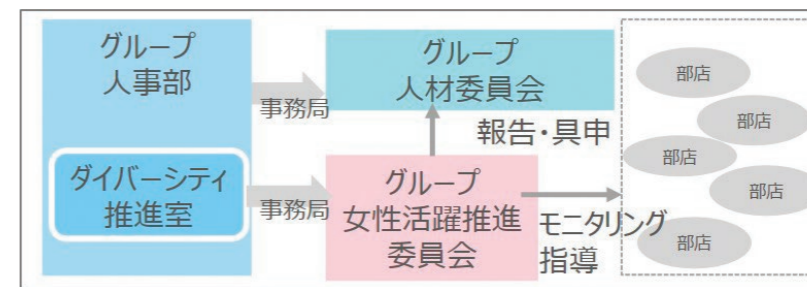 グループ
人事部
ダイバーシティ
推進室
事務局
事務局
グループ
人材委員会
報告・具申
グループ
女性活躍推進
委員会
モニタリング
指導
部店
部店
部店
部店
部店